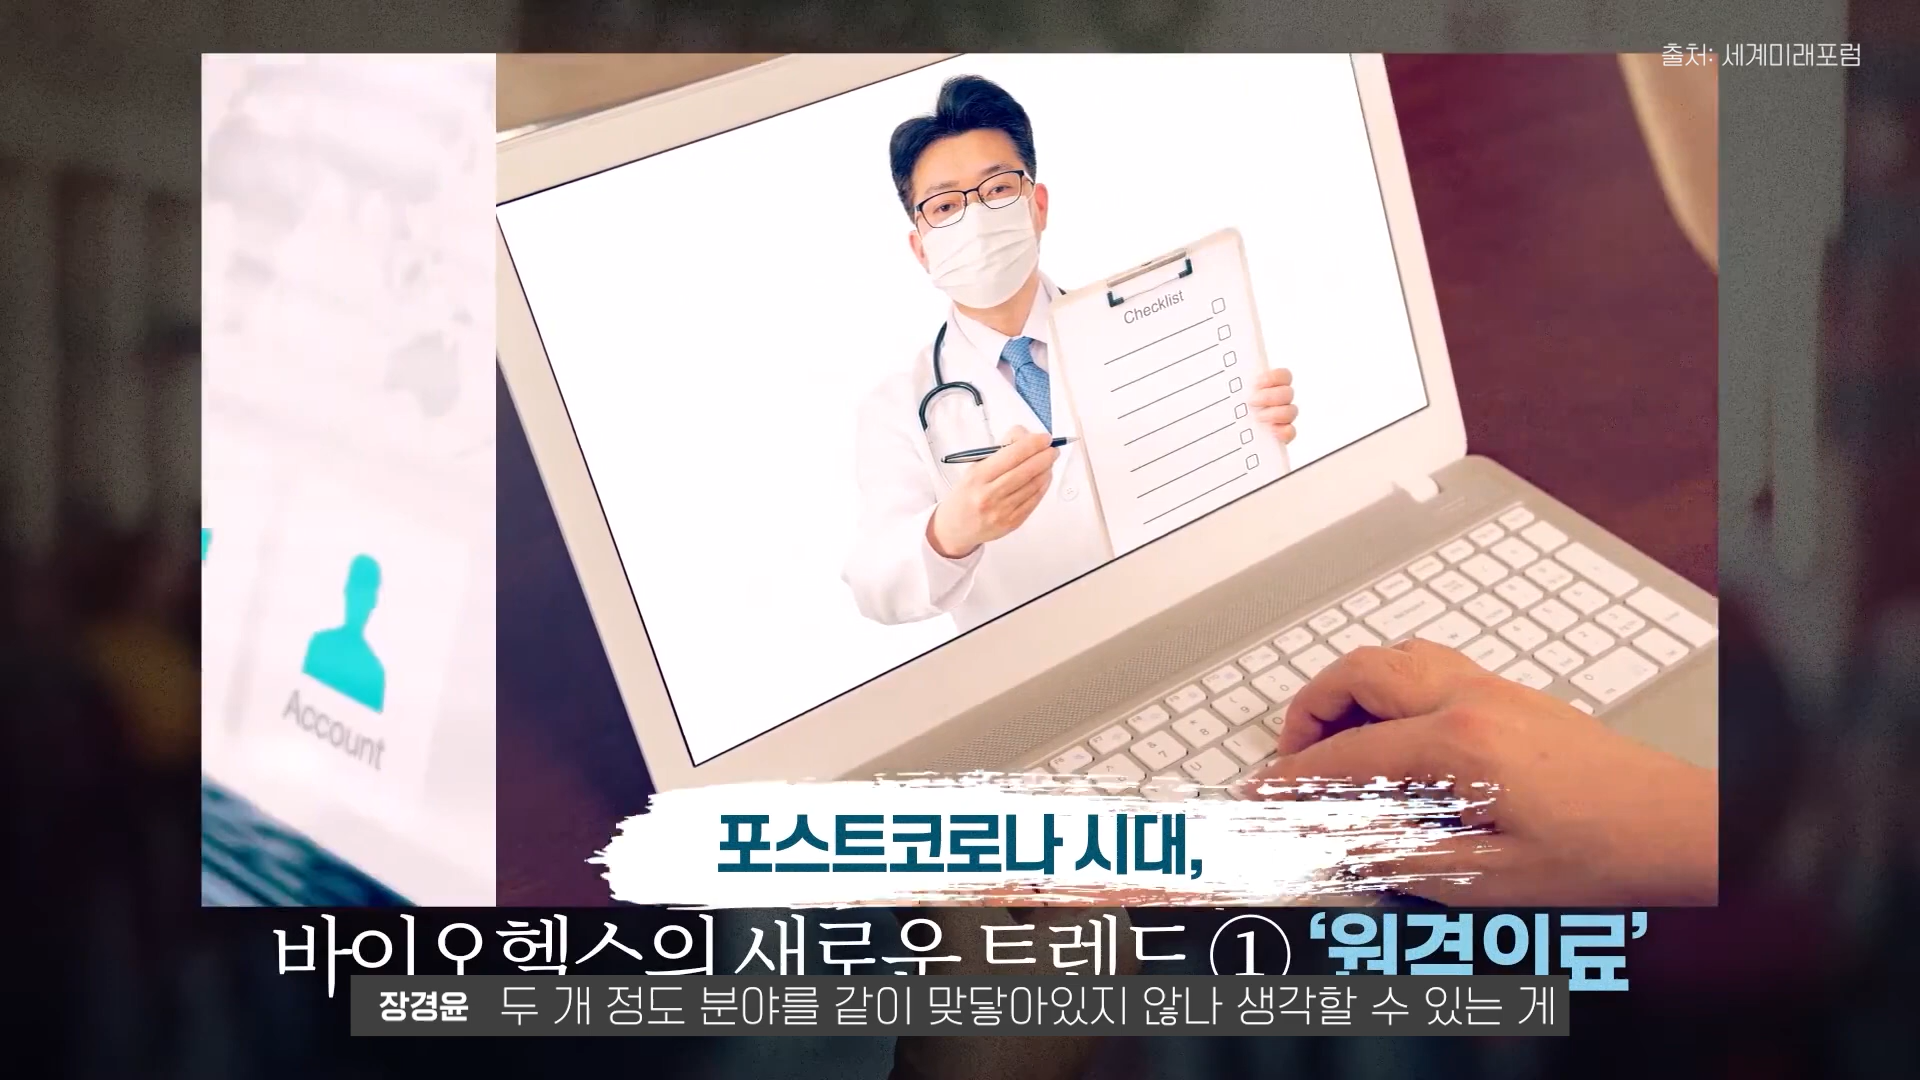 출처: 세계미래포럼
Checklist
Account
포스트코로나 시대,
바이오헬스의 새로운 트렌드 ① ‘원격의료’
장경윤 두 개 정도 분야를 같이 맞닿아있지 않나 생각할 수 있는 게